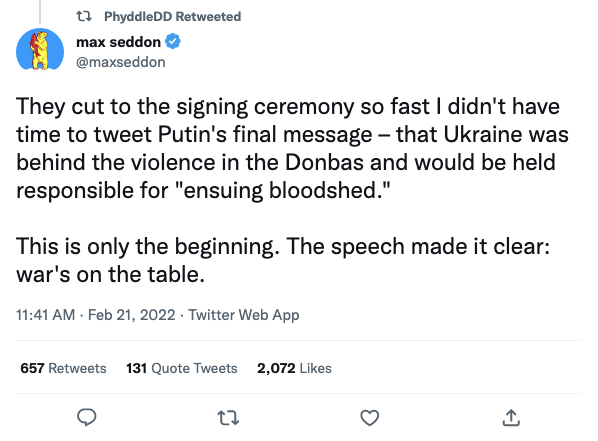 PhyddleDD Retweeted
max seddon
@maxseddon
They cut to the signing ceremony so fast I didn't have
time to tweet Putin's final message – that Ukraine was
behind the violence in the Donbas and would be held
responsible for "ensuing bloodshed."
This is only the beginning. The speech made it clear:
war's on the table.
11:41 AM · Feb 21, 2022 · Twitter Web App
657 Retweets 131 Quote Tweets 2,072 Likes